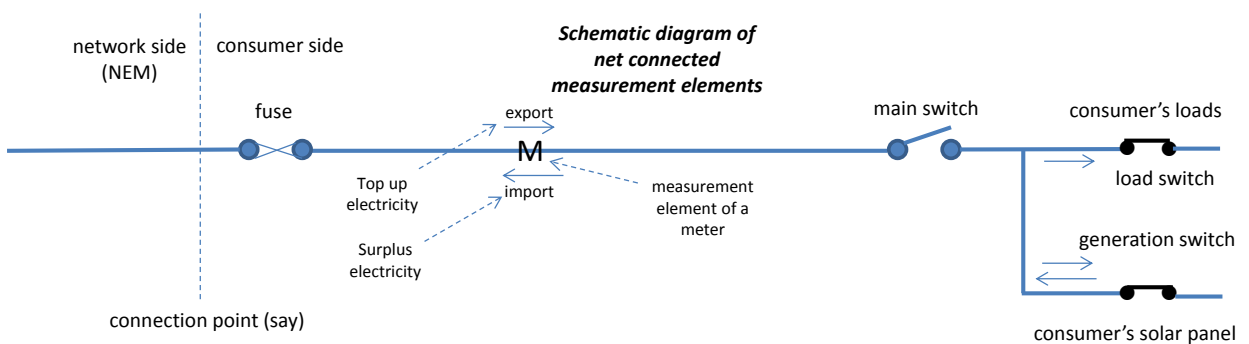 Schematic diagram of
net connected
measurement elements
network side
(NEM)
consumer side
fuse
export
M
import
Top up
electricity
Surplus
electricity
measurement
element of a
meter
main switch
consumer’s loads
load switch
generation switch
consumer’s solar panel
connection point (say)